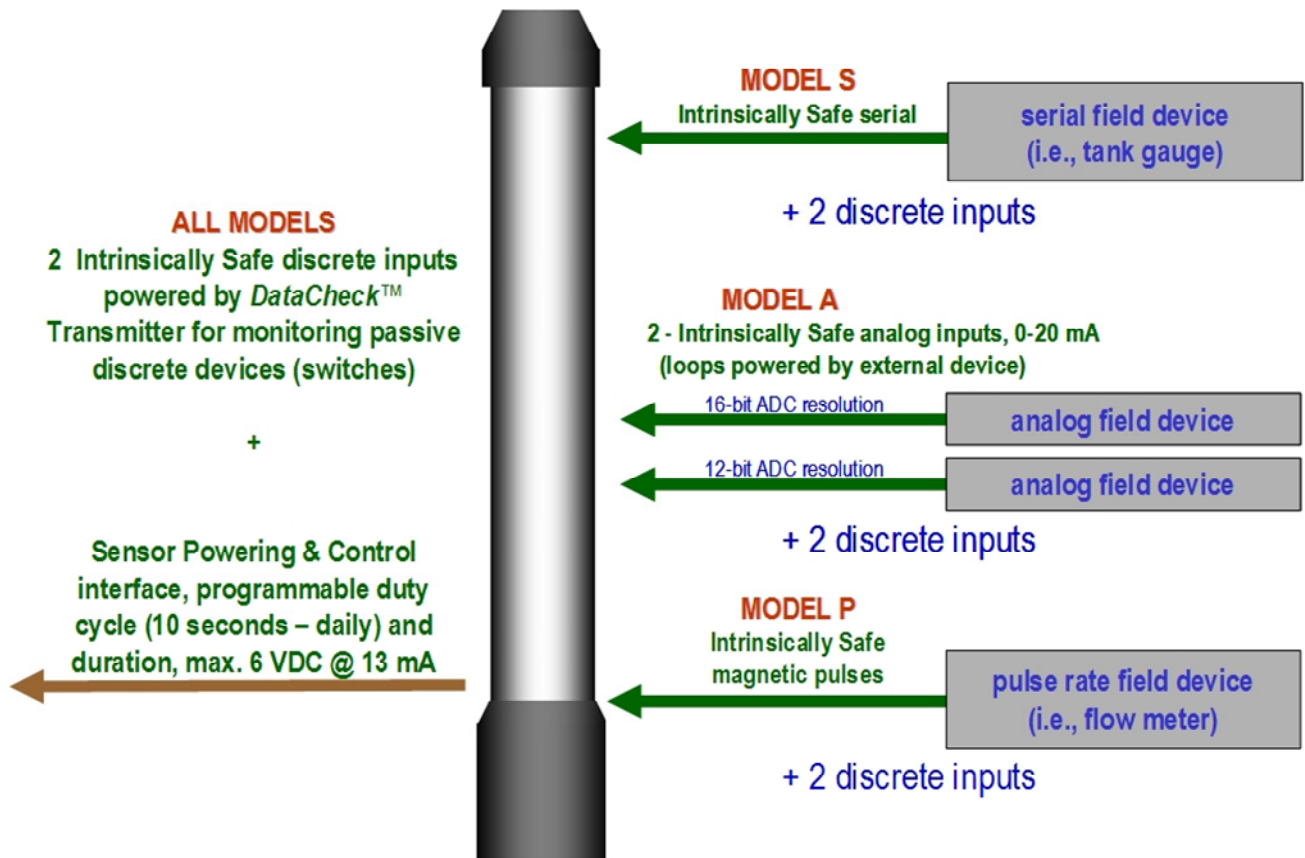 ALL MODELS
2 Intrinsically Safe discrete inputs
powered by DataCheck™
Transmitter for monitoring passive
discrete devices (switches)
+
Sensor Powering & Control
interface, programmable duty
cycle (10 seconds – daily) and
duration, max. 6 VDC @ 13 mA
MODEL S
Intrinsically Safe serial
serial field device
(i.e., tank gauge)
+ 2 discrete inputs
MODEL A
2 - Intrinsically Safe analog inputs, 0-20 mA
(loops powered by external device)
16-bit ADC resolution
analog field device
12-bit ADC resolution
analog field device
+ 2 discrete inputs
MODEL P
Intrinsically Safe
magnetic pulses
pulse rate field device
(i.e., flow meter)
+ 2 discrete inputs